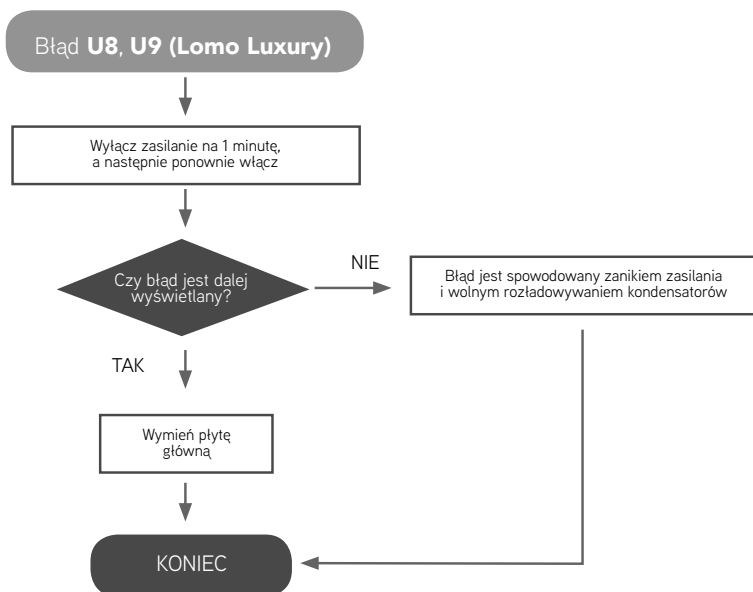 Błąd U8, U9 (Lomo Luxury)
Wyłącz zasilanie na 1 minutę,
a następnie ponownie włącz
Czy błąd jest dalej
wyświetlany?
NIE
Błąd jest spowodowany zanikiem zasilania
i wolnym rozładowywaniem kondensatorów
TAK
Wymień płytę
główną
KONIEC